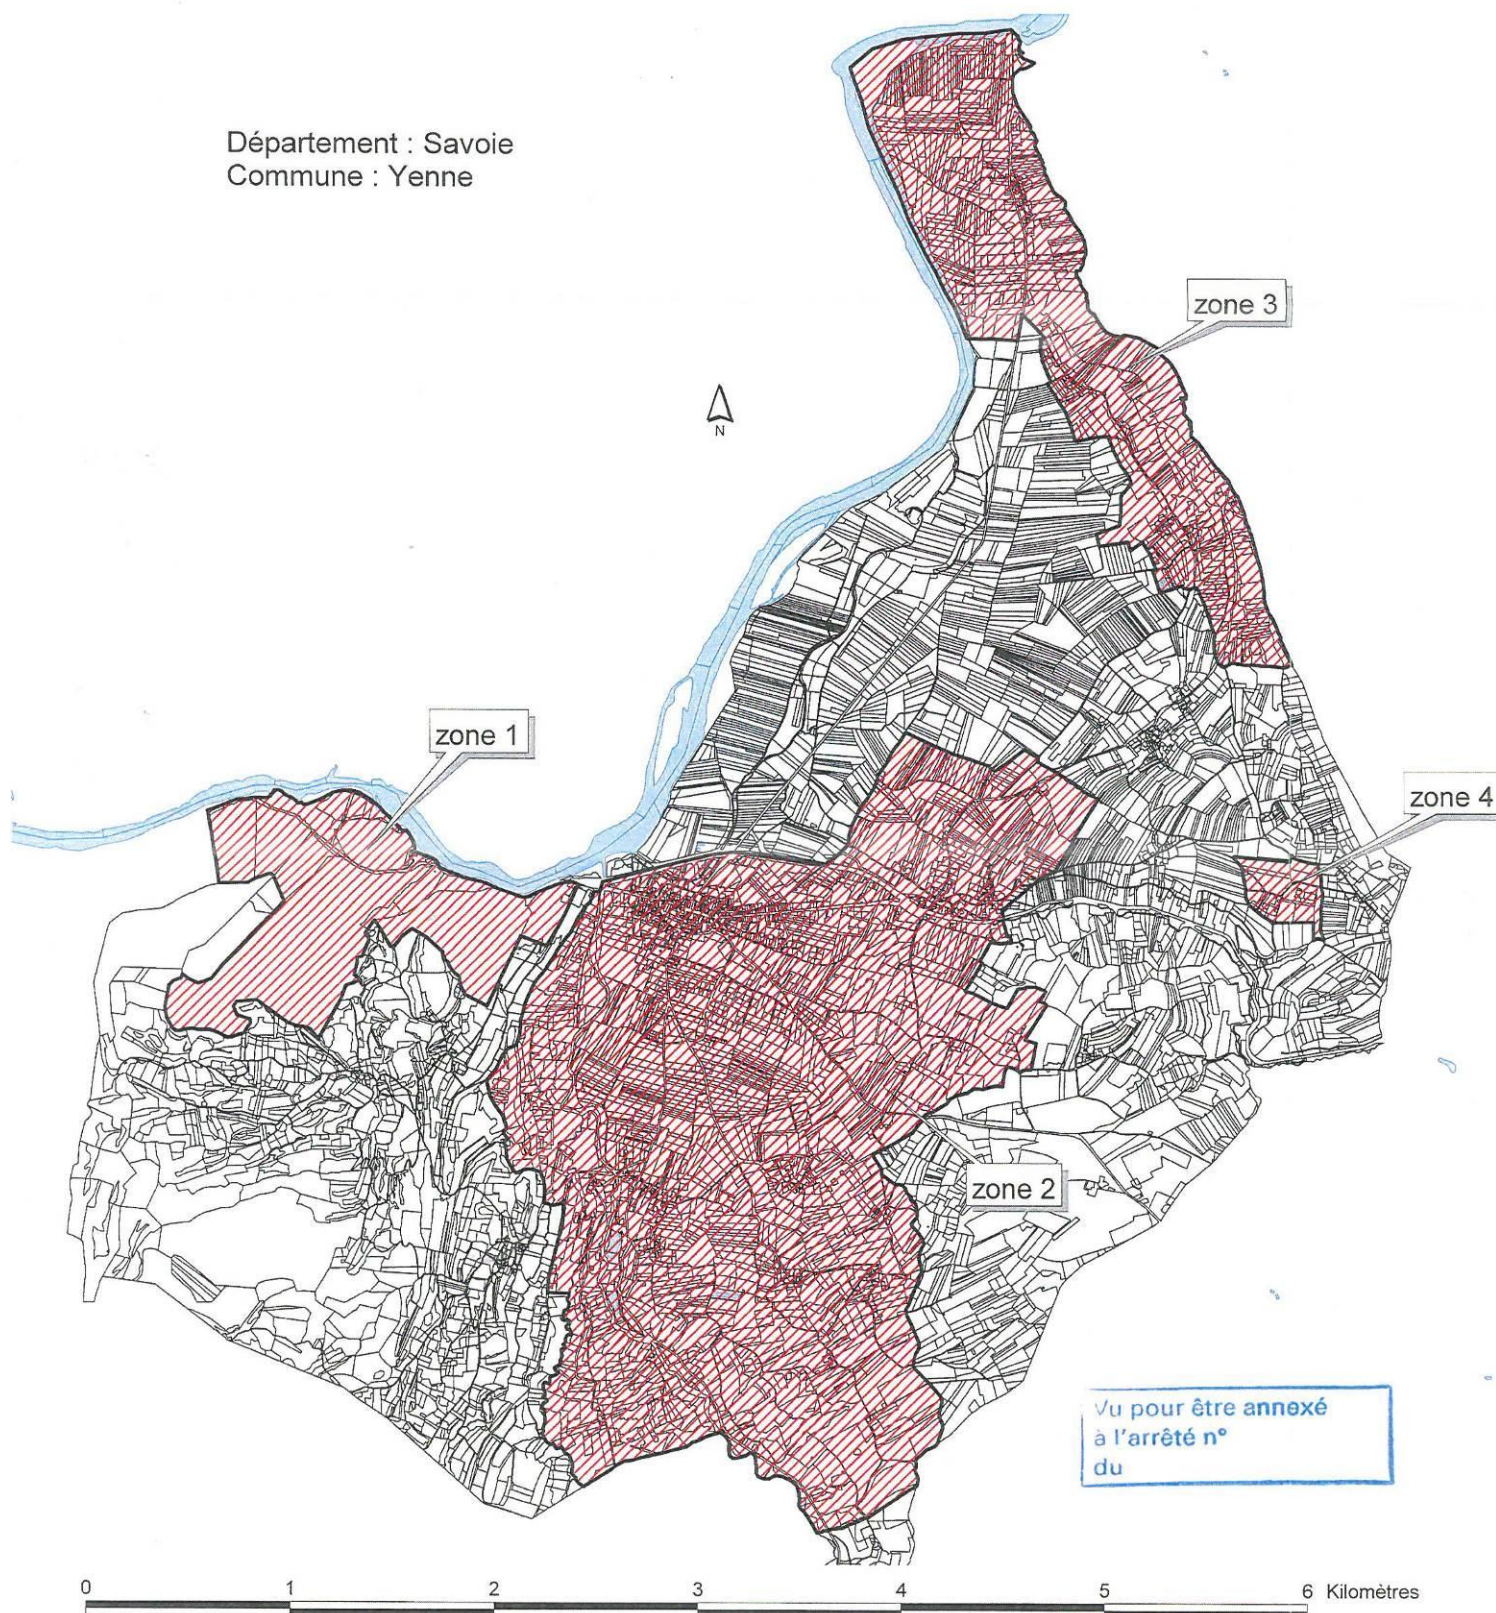 Département : Savoie
Commune : Yenne
zone 3
N
zone 1
zone 4
zone 2
Vu pour être annexé
à l'arrêté n°
du
0 1 2 3 4 5 6 Kilomètres